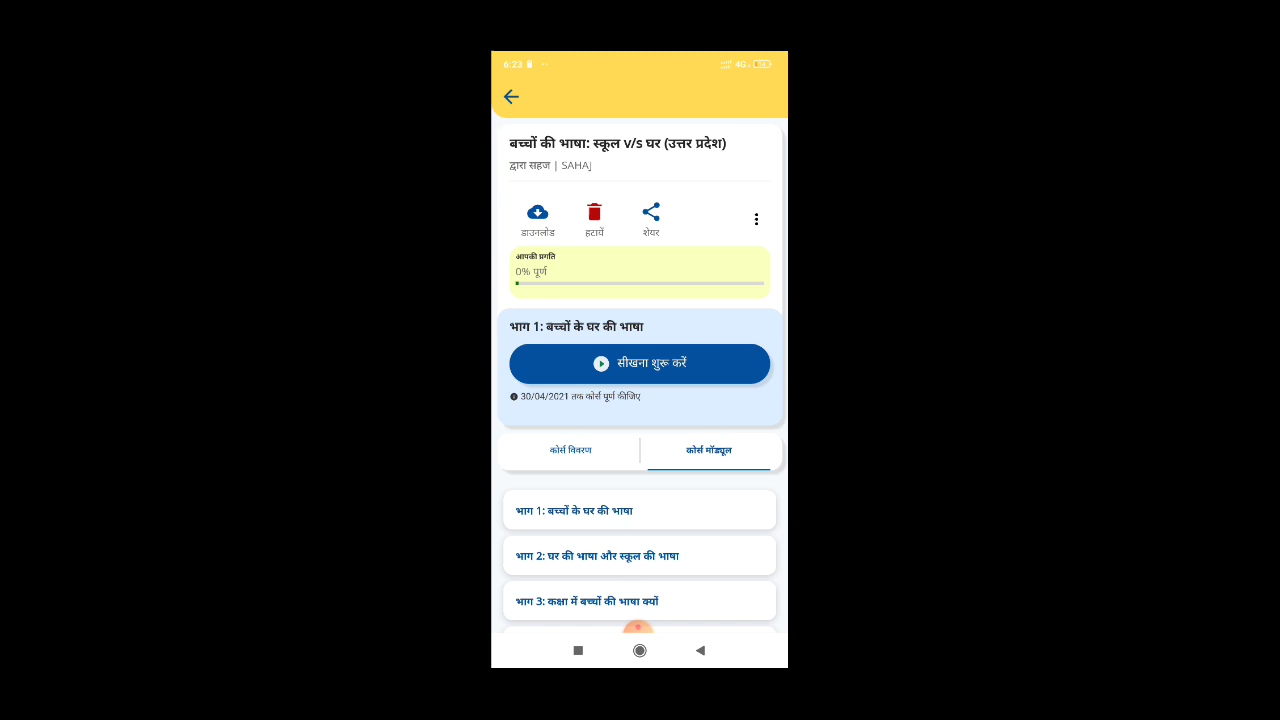 6:23
4G
बच्चों की भाषा: स्कूल v/s घर (उत्तर प्रदेश)
द्वारा सहज | SAHAJ
डाउनलोड हटायें शेयर
आपकी प्रगति
0% पूर्ण
भाग 1: बच्चों के घर की भाषा
सीखना शुरू करें
30/04/2021 तक कोर्स पूर्ण कीजिए
कोर्स विवरण कोर्स मॉड्यूल
भाग 1: बच्चों के घर की भाषा
भाग 2: घर की भाषा और स्कूल की भाषा
भाग 3: कक्षा में बच्चों की भाषा क्यों